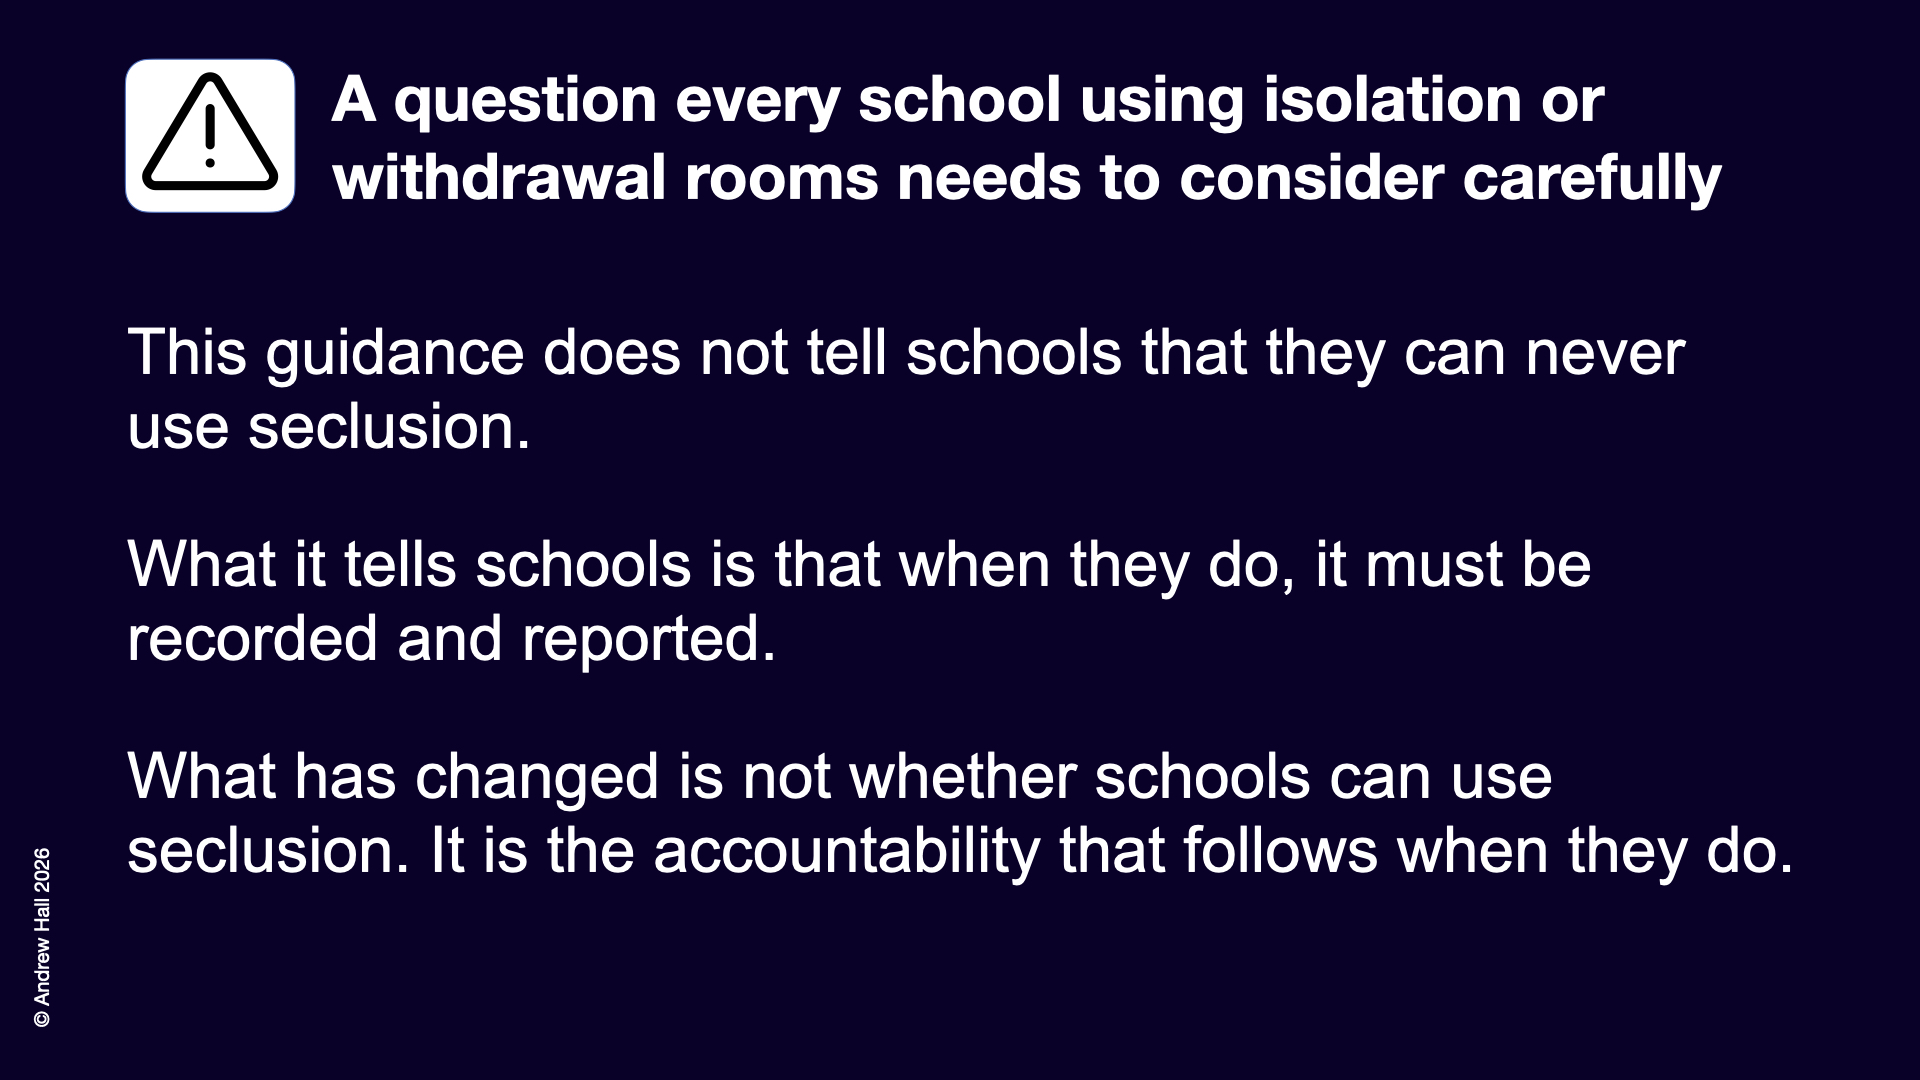 A question every school using isolation or
withdrawal rooms needs to consider carefully
This guidance does not tell schools that they can never
use seclusion.
What it tells schools is that when they do, it must be
recorded and reported.
What has changed is not whether schools can use
seclusion. It is the accountability that follows when they do.
© Andrew Hall 2026